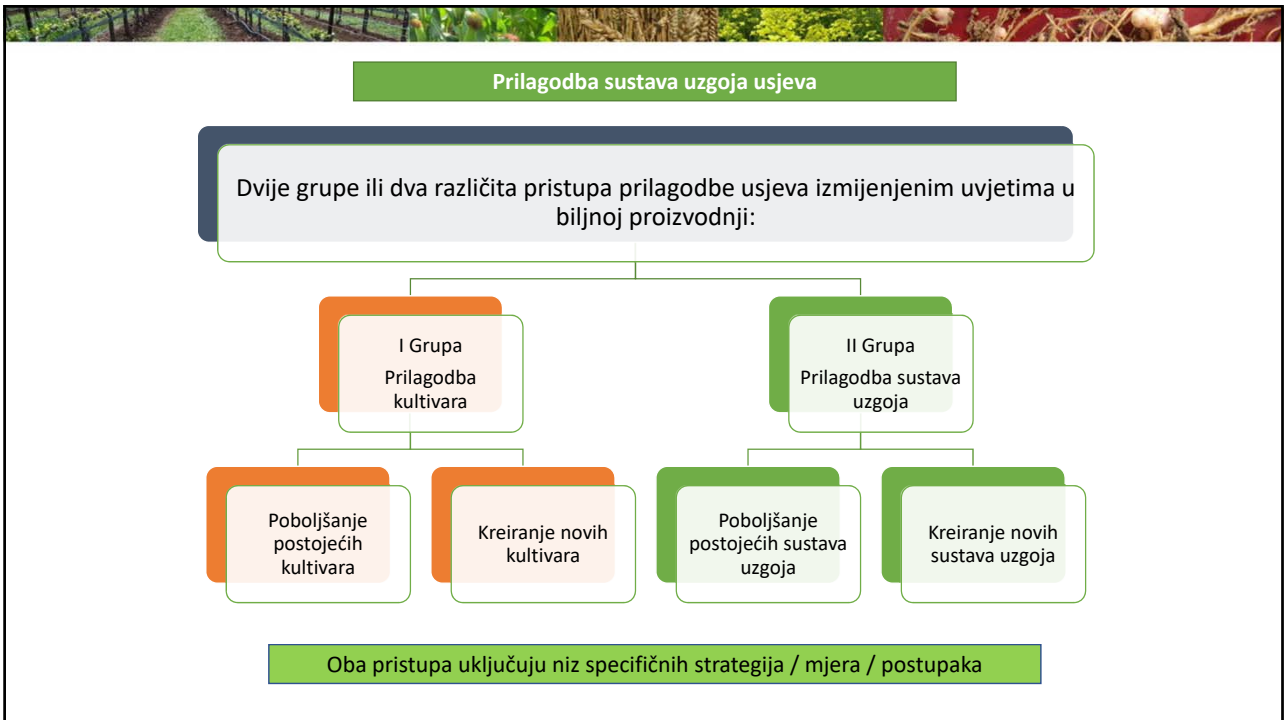 Prilagodba sustava uzgoja usjeva
Dvije grupe ili dva različita pristupa prilagodbe usjeva izmijenjenim uvjetima u
biljnoj proizvodnji:
I Grupa
Prilagodba
kultivara
II Grupa
Prilagodba sustava
uzgoja
Poboljšanje
postojećih
kultivara
Kreiranje novih
kultivara
Poboljšanje
postojećih sustava
uzgoja
Kreiranje novih
sustava uzgoja
Oba pristupa uključuju niz specifičnih strategija / mjera / postupaka